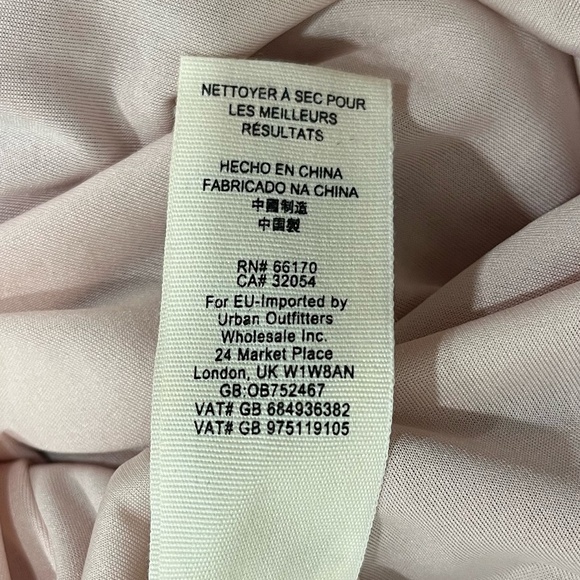 NETTOYER À SEC POUR
LES MEILLEURS
RÉSULTATS
HECHO EN CHINA
FABRICADO NA CHINA
中國制造
中国製
RN# 66170
CA# 32054
For EU-Imported by
Urban Outfitters
Wholesale Inc.
24 Market Place
London, UK W1W8AN
GB:OB752467
VAT# GB 684936382
VAT# GB 975119105